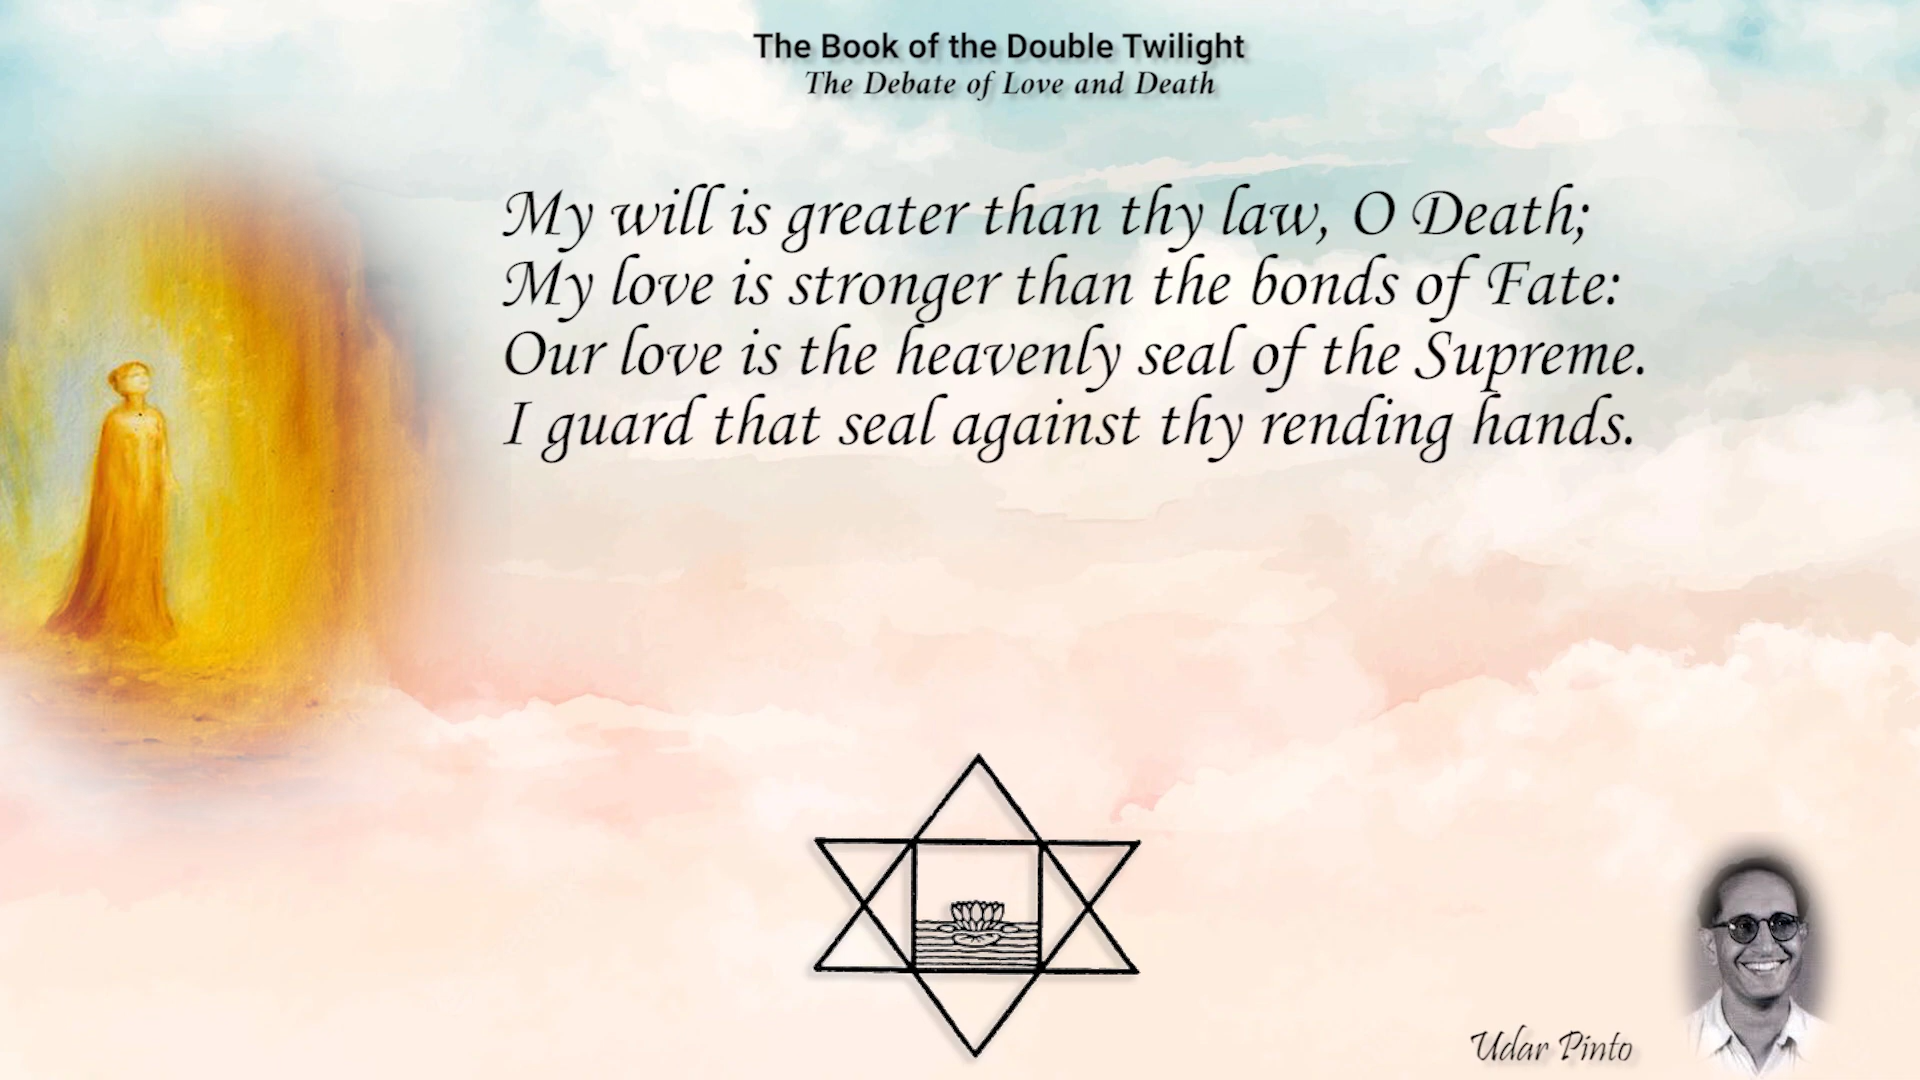 The Book of the Double Twilight
The Debate of Love and Death
My will is greater than thy law, O Death;
My love is stronger than the bonds of Fate:
Our love is the heavenly seal of the Supreme.
I guard that seal against thy rending hands.
Udar Pinto